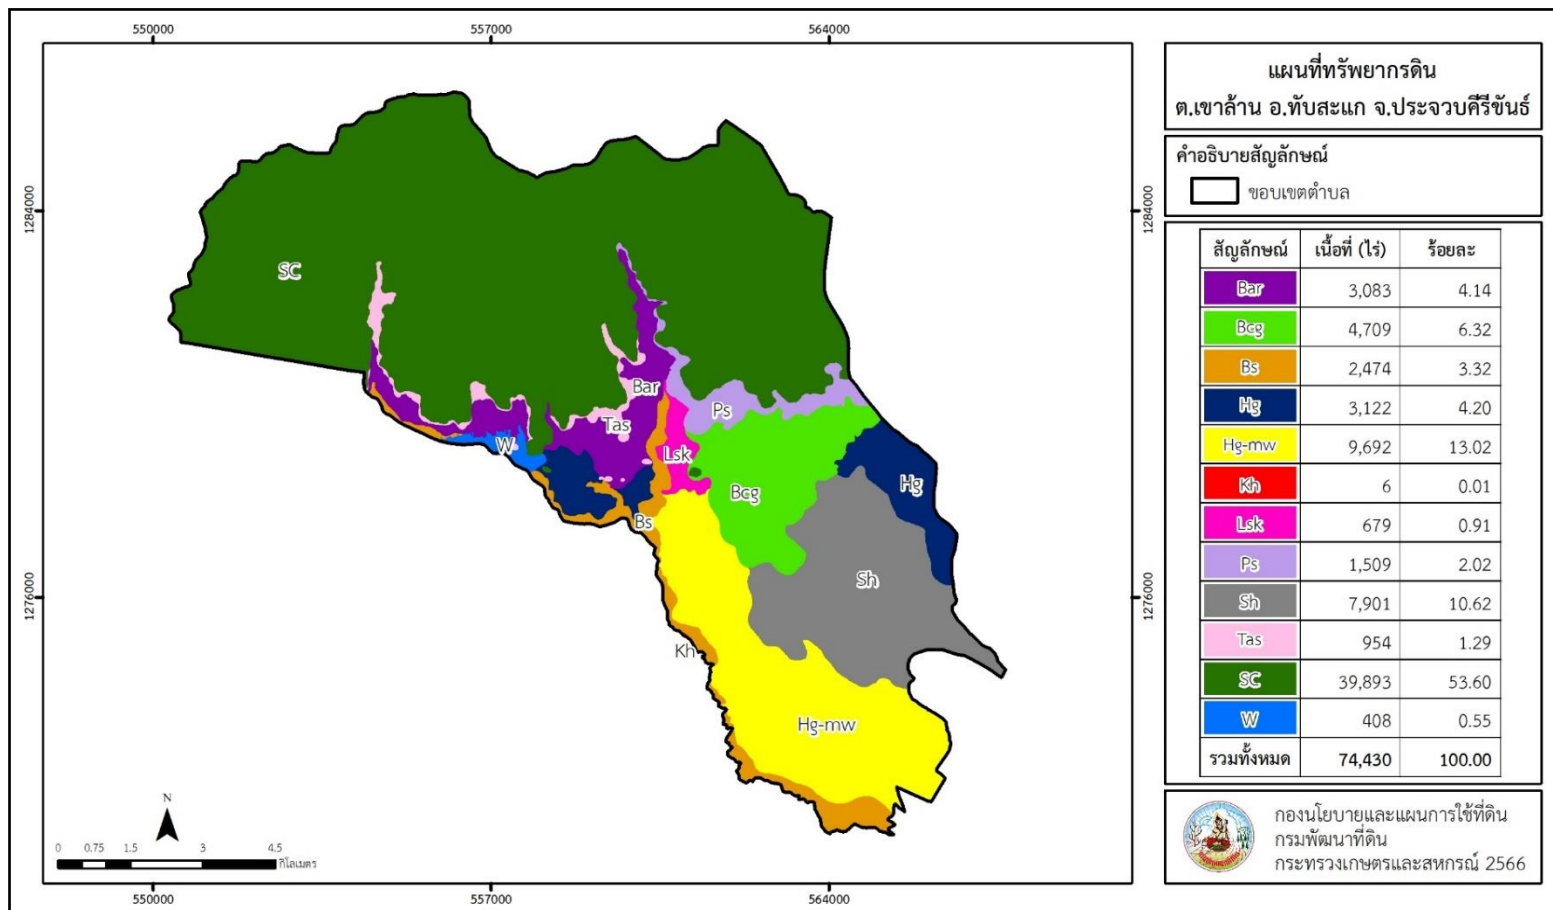 550000
557000
564000
1284000
1284000
1276000
1276000
SC
Bar
Ps
Tas
W
Lsk
Hg
Bcg
Bs
Sh
Kh
Hg-mw
N
0 0.75 1.5 3 4.5
กิโลเมตร
550000
557000
564000
แผนที่ทรัพยากรดิน
ต.เขาล้าน อ.ทับสะแก จ.ประจวบคีรีขันธ์
คำอธิบายสัญลักษณ์
ขอบเขตตำบล
สัญลักษณ์ เนื้อที่ (ไร่) ร้อยละ
Bar 3,083 4.14
Bcg 4,709 6.32
Bs 2,474 3.32
Hg 3,122 4.20
Hg-mw 9,692 13.02
Kh 6 0.01
Lsk 679 0.91
Ps 1,509 2.02
Sh 7,901 10.62
Tas 954 1.29
SC 39,893 53.60
W 408 0.55
รวมทั้งหมด 74,430 100.00
กองนโยบายและแผนการใช้ที่ดิน
กรมพัฒนาที่ดิน
กระทรวงเกษตรและสหกรณ์ 2566